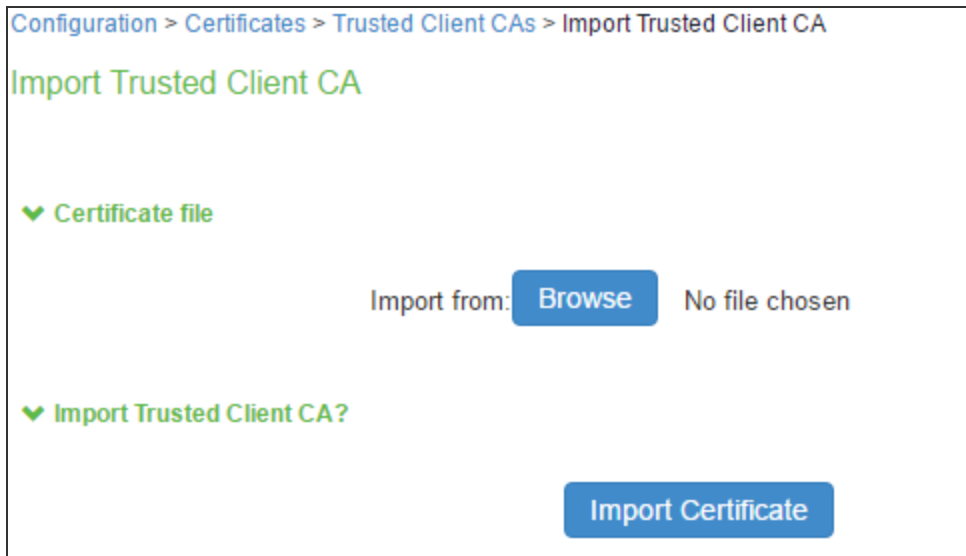 Configuration > Certificates > Trusted Client CAs > Import Trusted Client CA
Import Trusted Client CA
Certificate file
Import from: Browse No file chosen
Import Trusted Client CA?
Import Certificate